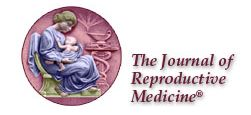 The Journal of
Reproductive
Medicine®